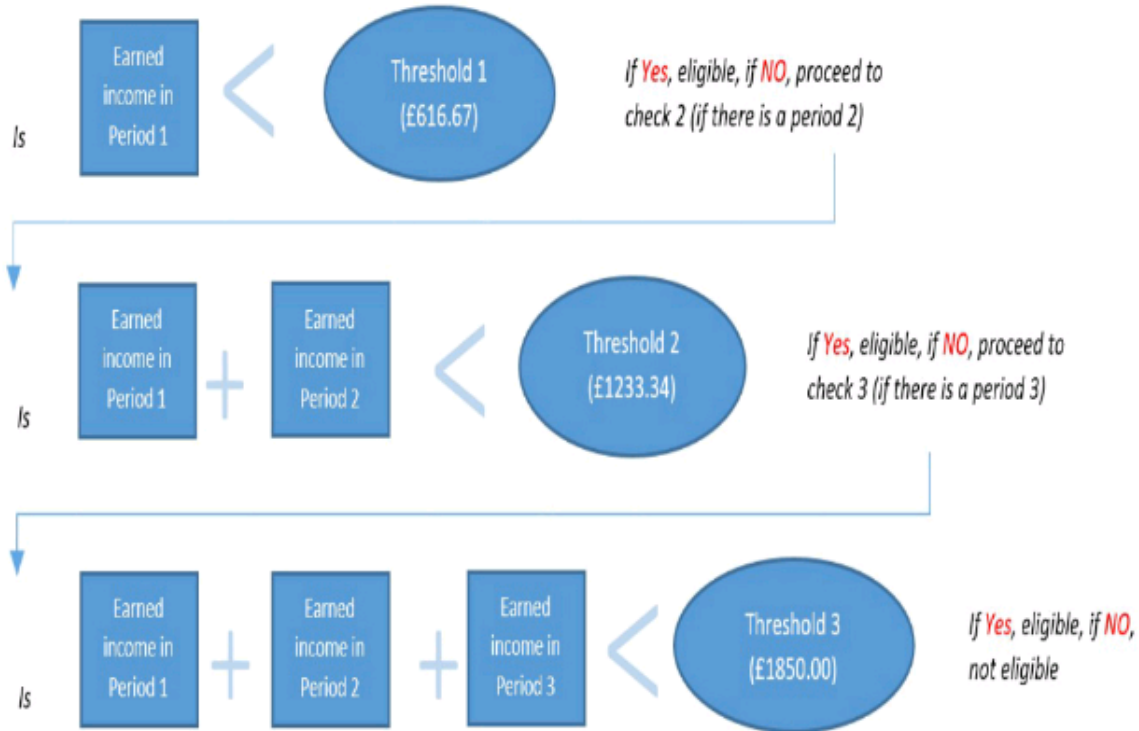 Is
Earned
income in
Period 1
<
Threshold 1
(£616.67)
If Yes, eligible, if NO, proceed to
check 2 (if there is a period 2)
Is
Earned
income in
Period 1
+
Earned
income in
Period 2
<
Threshold 2
(£1233.34)
If Yes, eligible, if NO, proceed to
check 3 (if there is a period 3)
Is
Earned
income in
Period 1
+
Earned
income in
Period 2
+
Earned
income in
Period 3
<
Threshold 3
(£1850.00)
If Yes, eligible, if NO,
not eligible